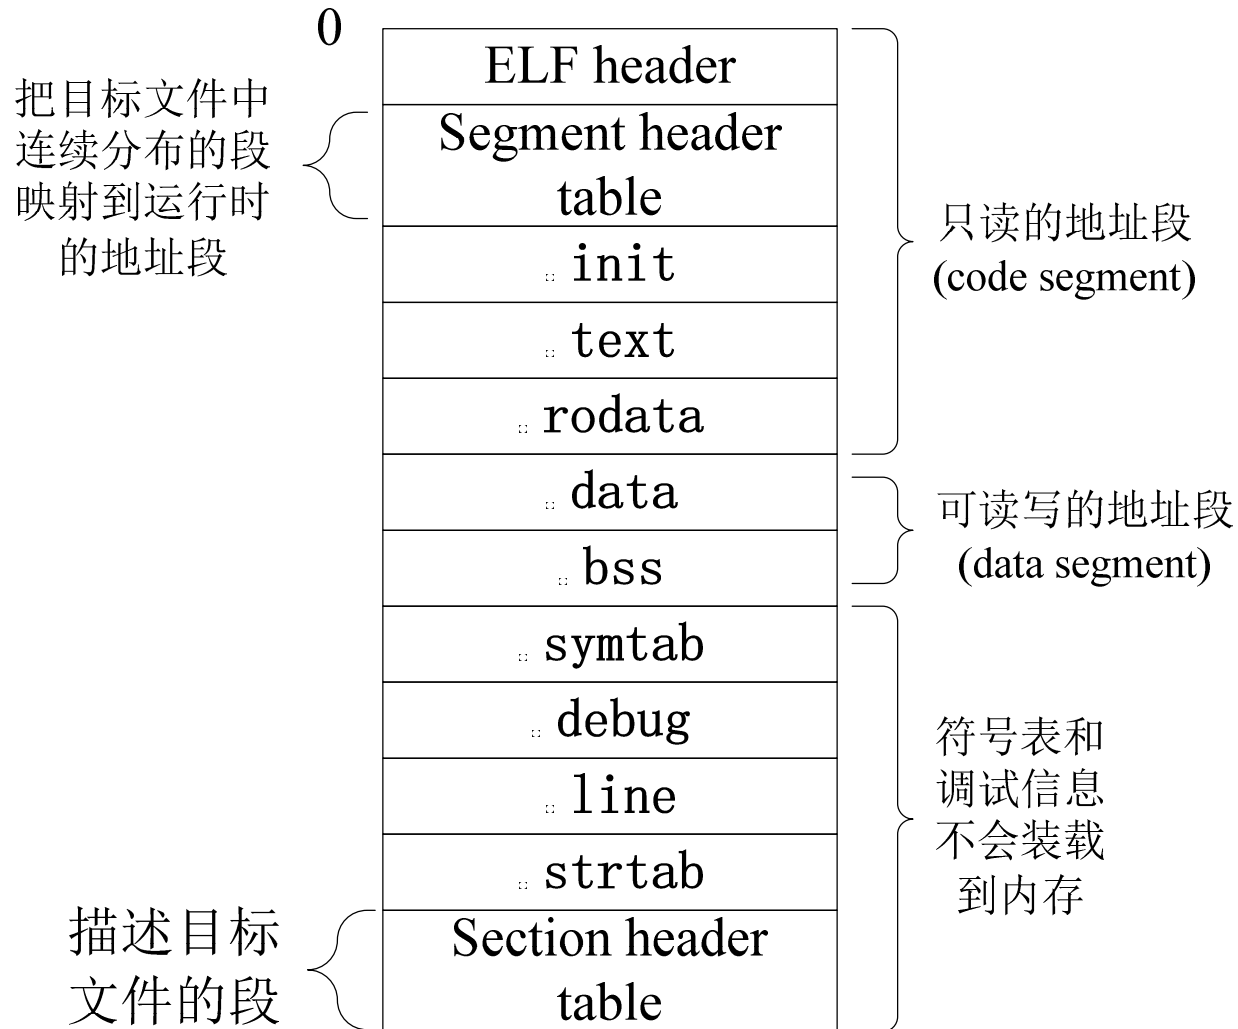 0
ELF header
把目标文件中
连续分布的段
映射到运行时
的地址段
Segment header
table
. init
. text
. rodata
只读的地址段
(code segment)
. data
. bss
可读写的地址段
(data segment)
. symtab
. debug
. line
. strtab
符号表和
调试信息
不会装载
到内存
描述目标
文件的段
Section header
table